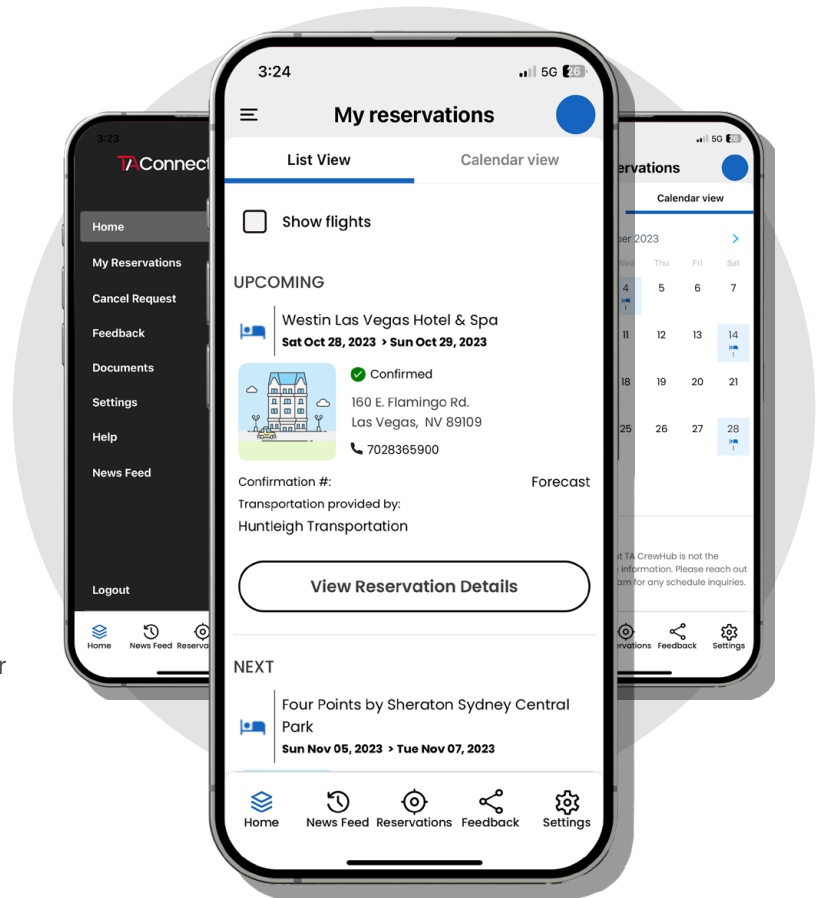 3:23
TAConnect
Home
My Reservations
Cancel Request
Feedback
Documents
Settings
Help
News Feed
Logout
Home
News Feed
r
3:24
5G 26
My reservations
List View
Calendar view
Show flights
UPCOMING
Westin Las Vegas Hotel & Spa
Sat Oct 28, 2023 > Sun Oct 29, 2023
Confirmed
160 E. Flamingo Rd.
Las Vegas, NV 89109
7028365900
Confirmation #:
Forecast
Transportation provided by:
Huntleigh Transportation
View Reservation Details
NEXT
Four Points by Sheraton Sydney Central
Park
Sun Nov 05, 2023 > Tue Nov 07, 2023
Home
News Feed
Reservations
Feedback
Settings
5G
ervations
Calendar view
ber 2023
Wed Thu Fri Sat
4 5 6 7
1
11 12 13 14
1
18 19 20 21
25 26 27 28
1
TA CrewHub is not the
information. Please reach out
for any schedule inquiries.
Feedback
Settings